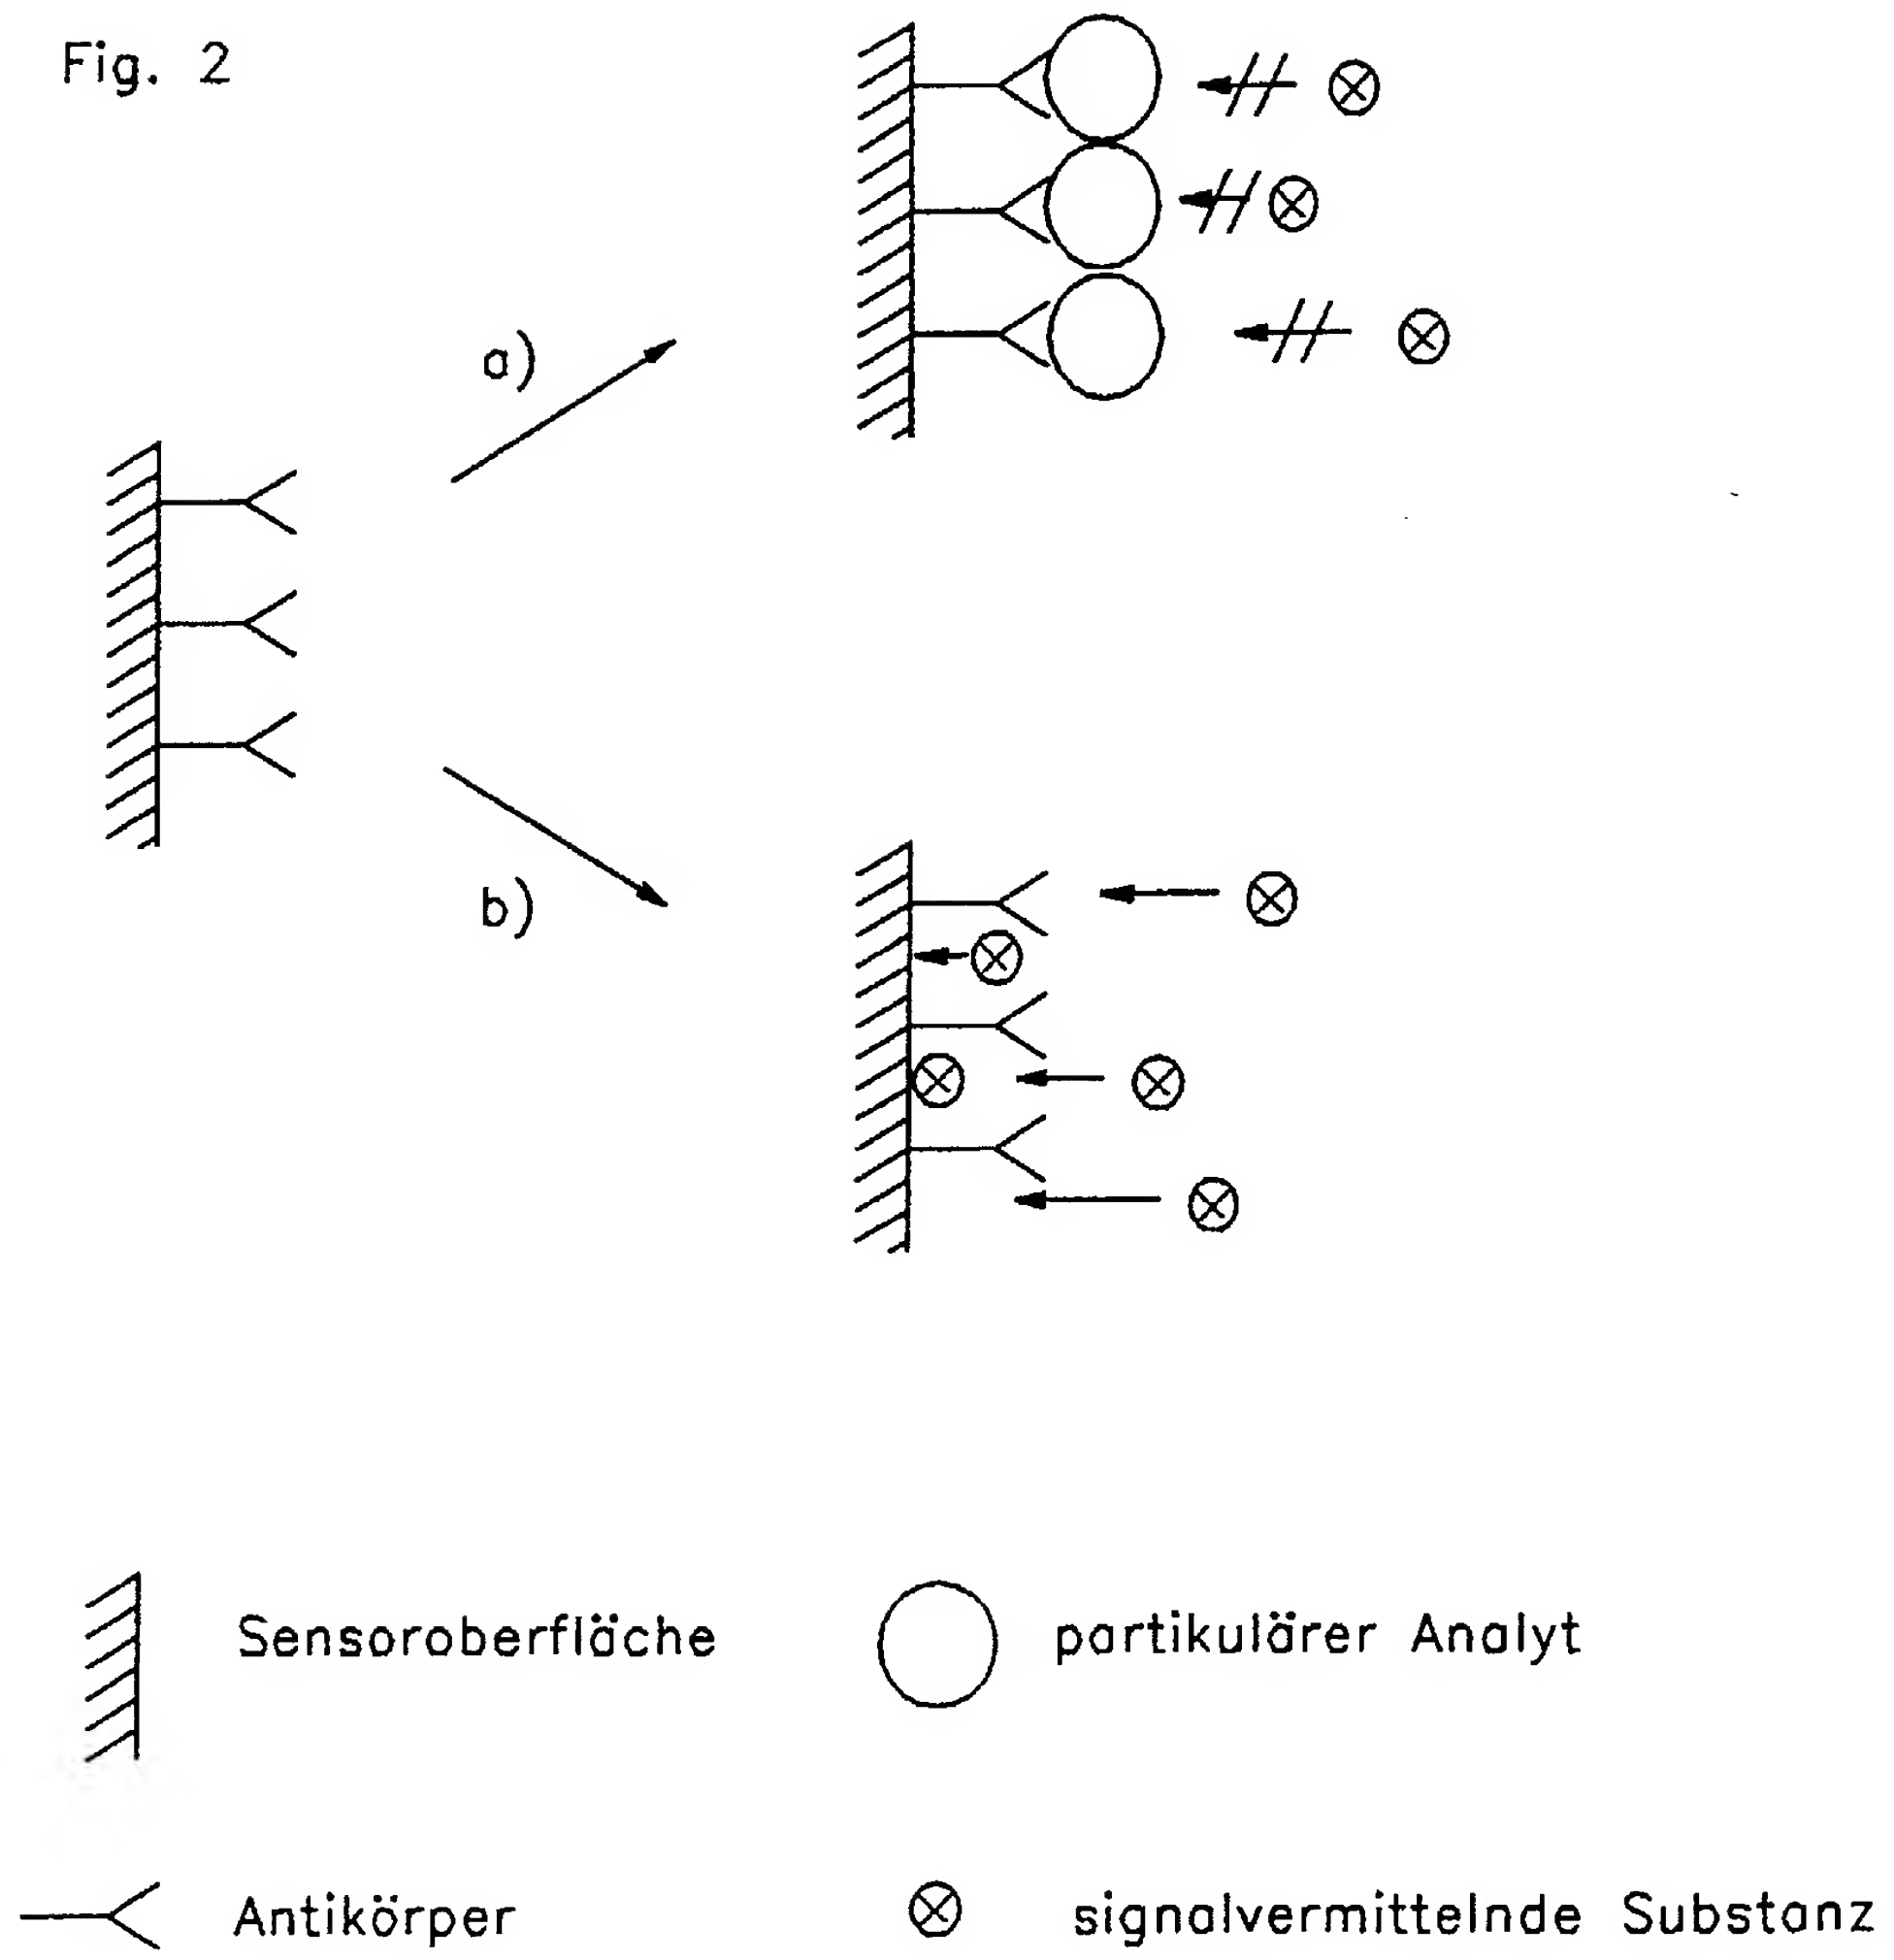 Fig. 2
a)
b)
Sensoroberfläche
partikulärer Analyt
Antikörper
signalvermittelnde Substanz